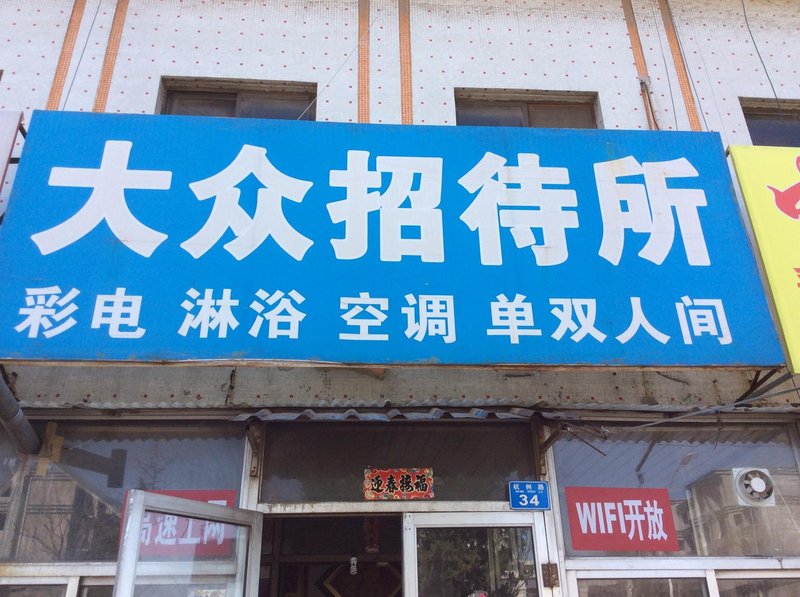 大众招待所
彩电 淋浴 空调 单双人间
迎春接福
杭州路
34
高速上网
WIFI开放